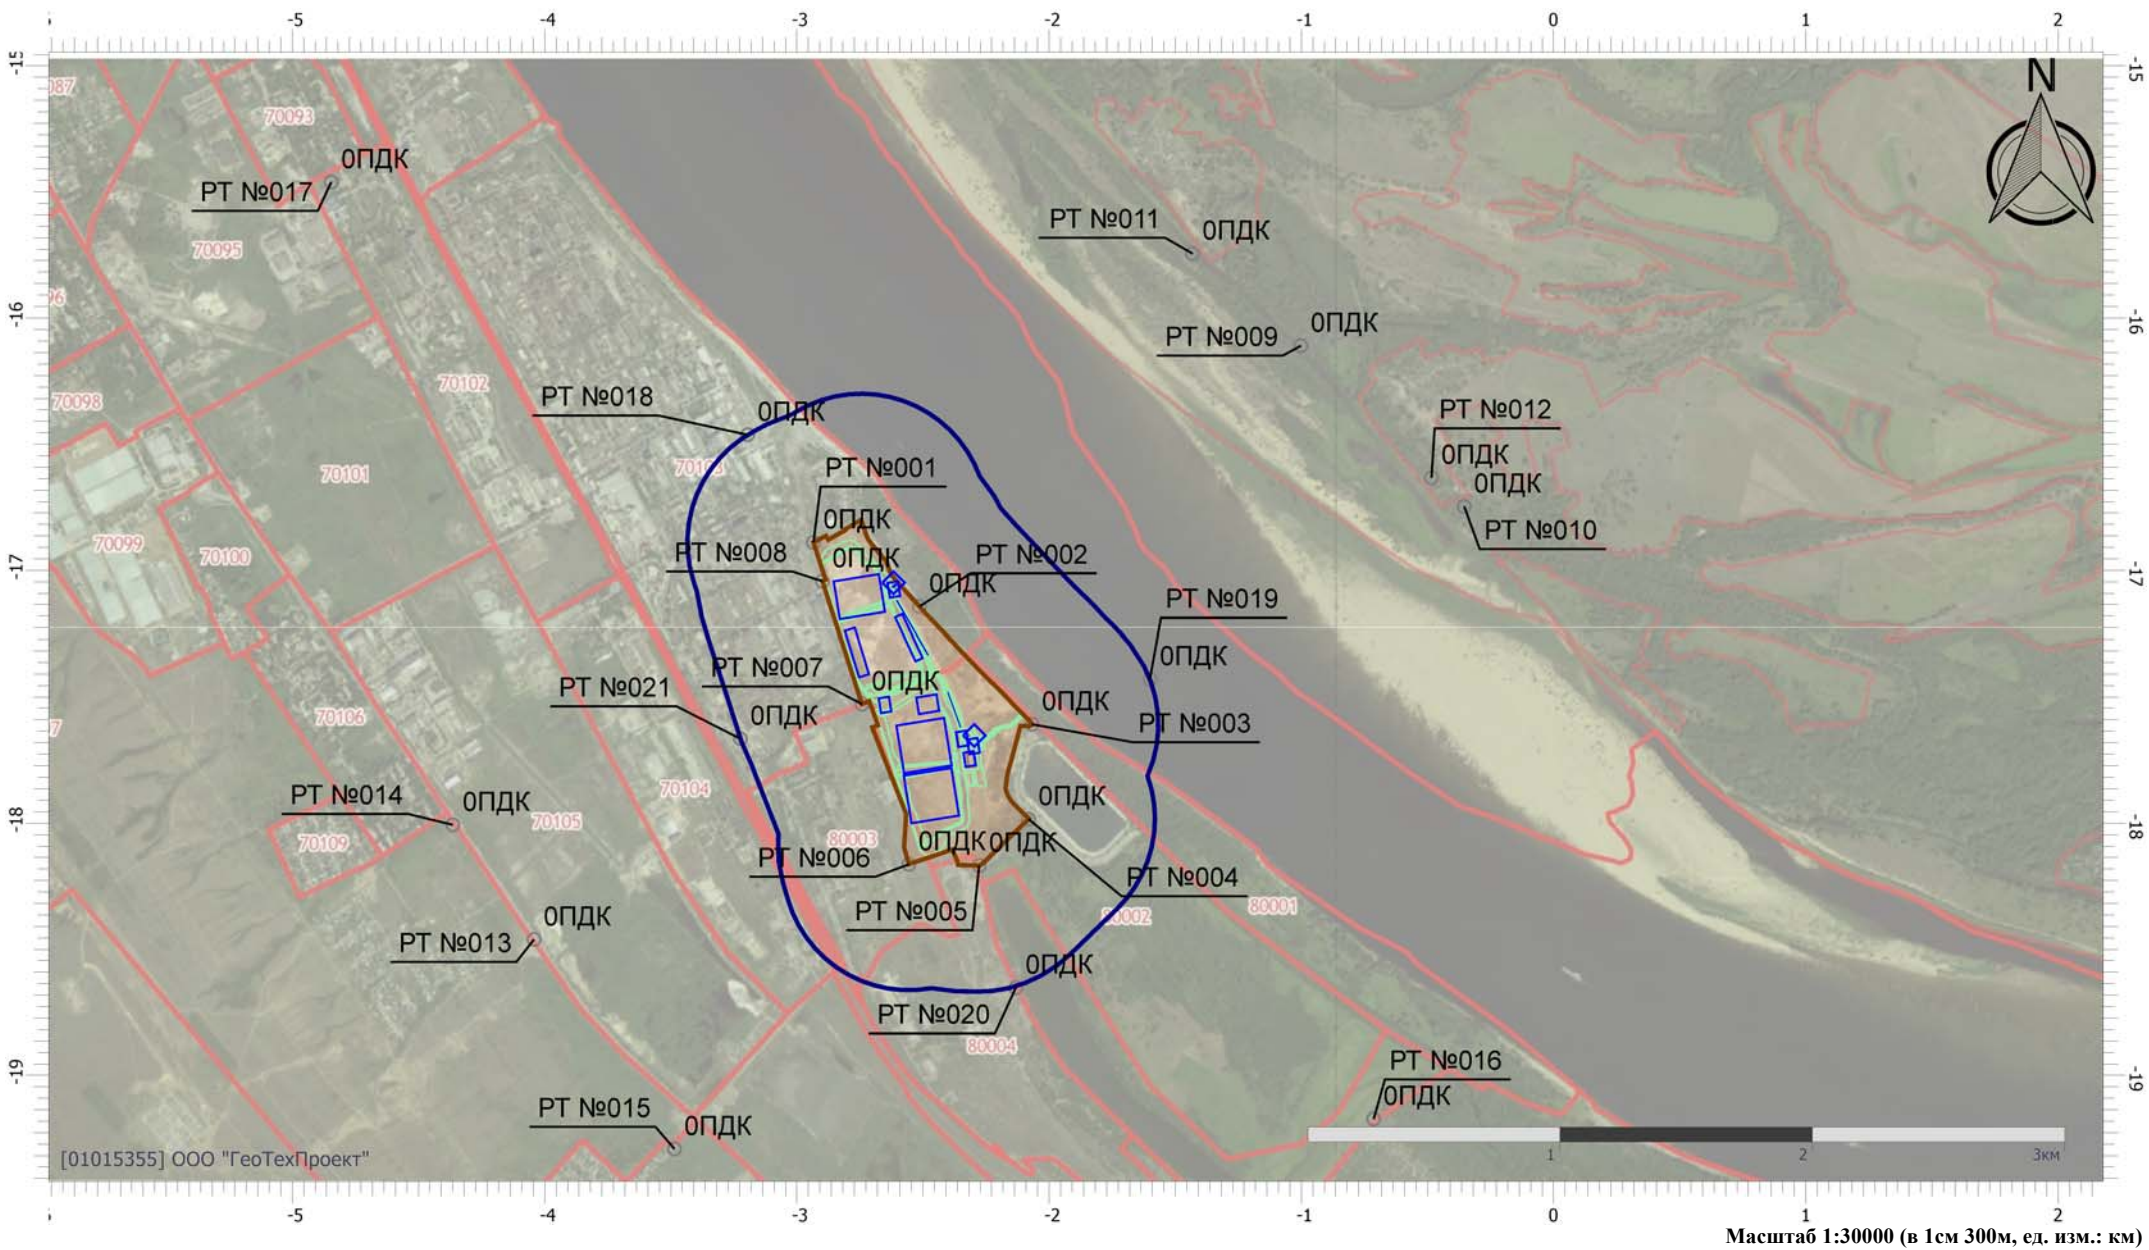 -5 -4 -3 -2 -1 0 1 2
-15 -15
N
70093
0ПДК
РТ №017
70095
РТ №011
0ПДК
-16 -16
0ПДК
РТ №009
70102
70098
РТ №018
0ПДК
РТ №012
0ПДК
70101
70103
РТ №001
0ПДК
РТ №010
0ПДК
70099
70100
РТ №008
0ПДК
РТ №002
0ПДК
-17 -17
РТ №019
0ПДК
РТ №007
0ПДК
РТ №021
0ПДК
70106
0ПДК
РТ №003
70104
РТ №014
0ПДК
70105
0ПДК
-18 -18
70109
80003
0ПДК
0ПДК
РТ №006
РТ №004
РТ №005
80002
80001
0ПДК
РТ №013
0ПДК
РТ №020
80004
-19 -19
РТ №016
0ПДК
РТ №015
0ПДК
[01015355] ООО "ГеоТехПроект"
1 2 3км
-5 -4 -3 -2 -1 0 1 2
Масштаб 1:30000 (в 1см 300м, ед. изм.: км)